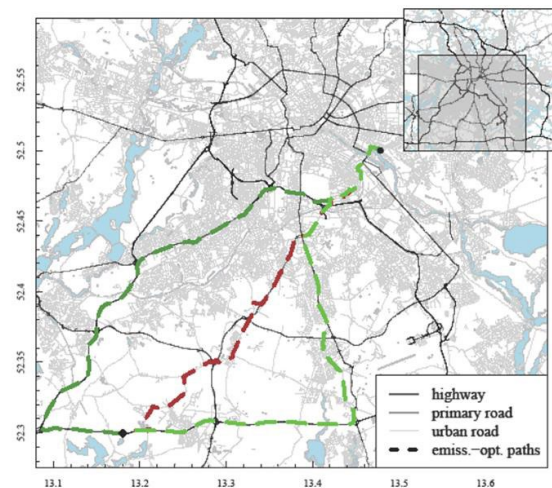 52.55
52.5
52.45
52.4
52.35
52.3
highway
primary road
urban road
emiss.−opt. paths
13.1 13.2 13.3 13.4 13.5 13.6